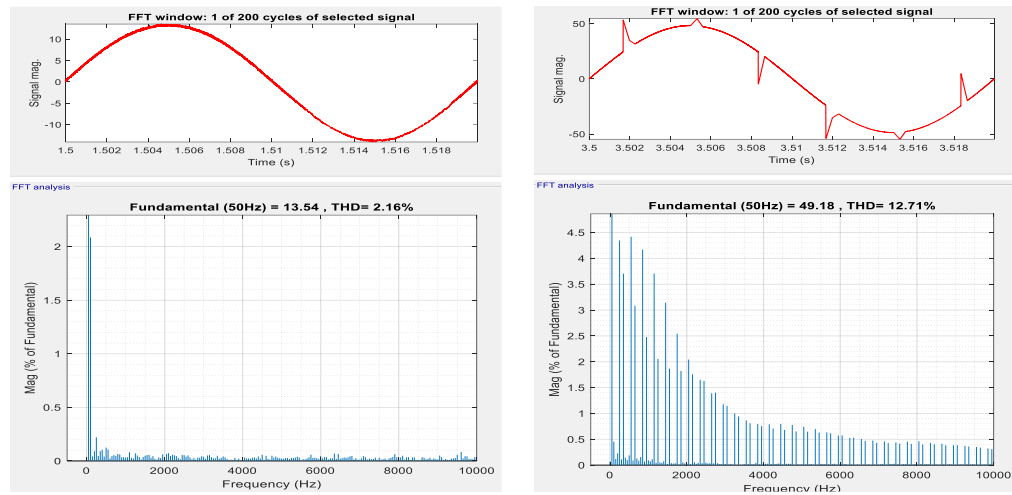 FFT window: 1 of 200 cycles of selected signal
10
5
0
-5
-10
Signal mag.
1.5 1.502 1.504 1.506 1.508 1.51 1.512 1.514 1.516 1.518
Time (s)
FFT analysis
Fundamental (50Hz) = 13.54 , THD= 2.16%
2
1.5
1
0.5
0
Mag (% of Fundamental)
0 2000 4000 6000 8000 10000
Frequency (Hz)
FFT window: 1 of 200 cycles of selected signal
50
0
-50
Signal mag.
3.5 3.502 3.504 3.506 3.508 3.51 3.512 3.514 3.516 3.518
Time (s)
FFT analysis
Fundamental (50Hz) = 49.18 , THD= 12.71%
4.5
4
3.5
3
2.5
2
1.5
1
0.5
0
Mag (% of Fundamental)
0 2000 4000 6000 8000 10000
Frequency (Hz)